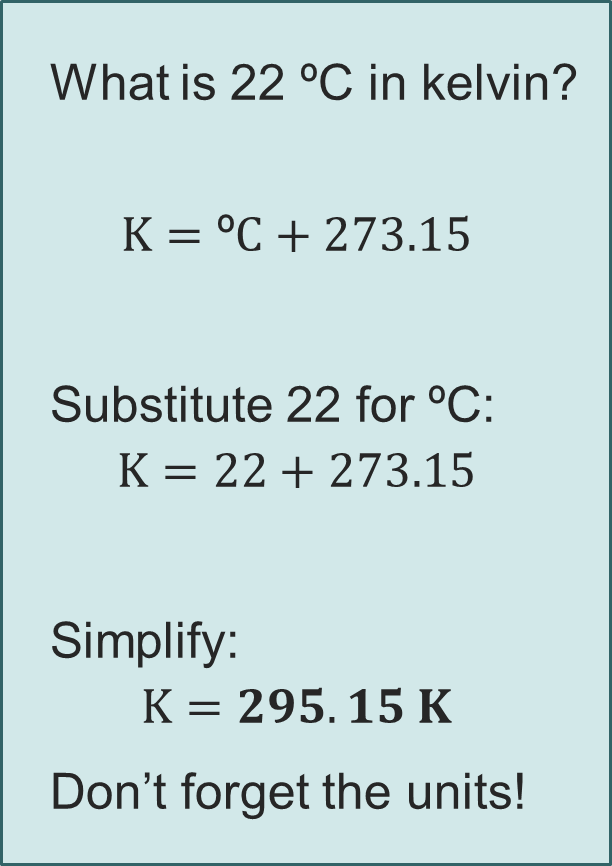 What is 22 ºC in kelvin?
K = ºC + 273.15
Substitute 22 for ºC:
K = 22 + 273.15
Simplify:
K = 295.15 K
Don’t forget the units!